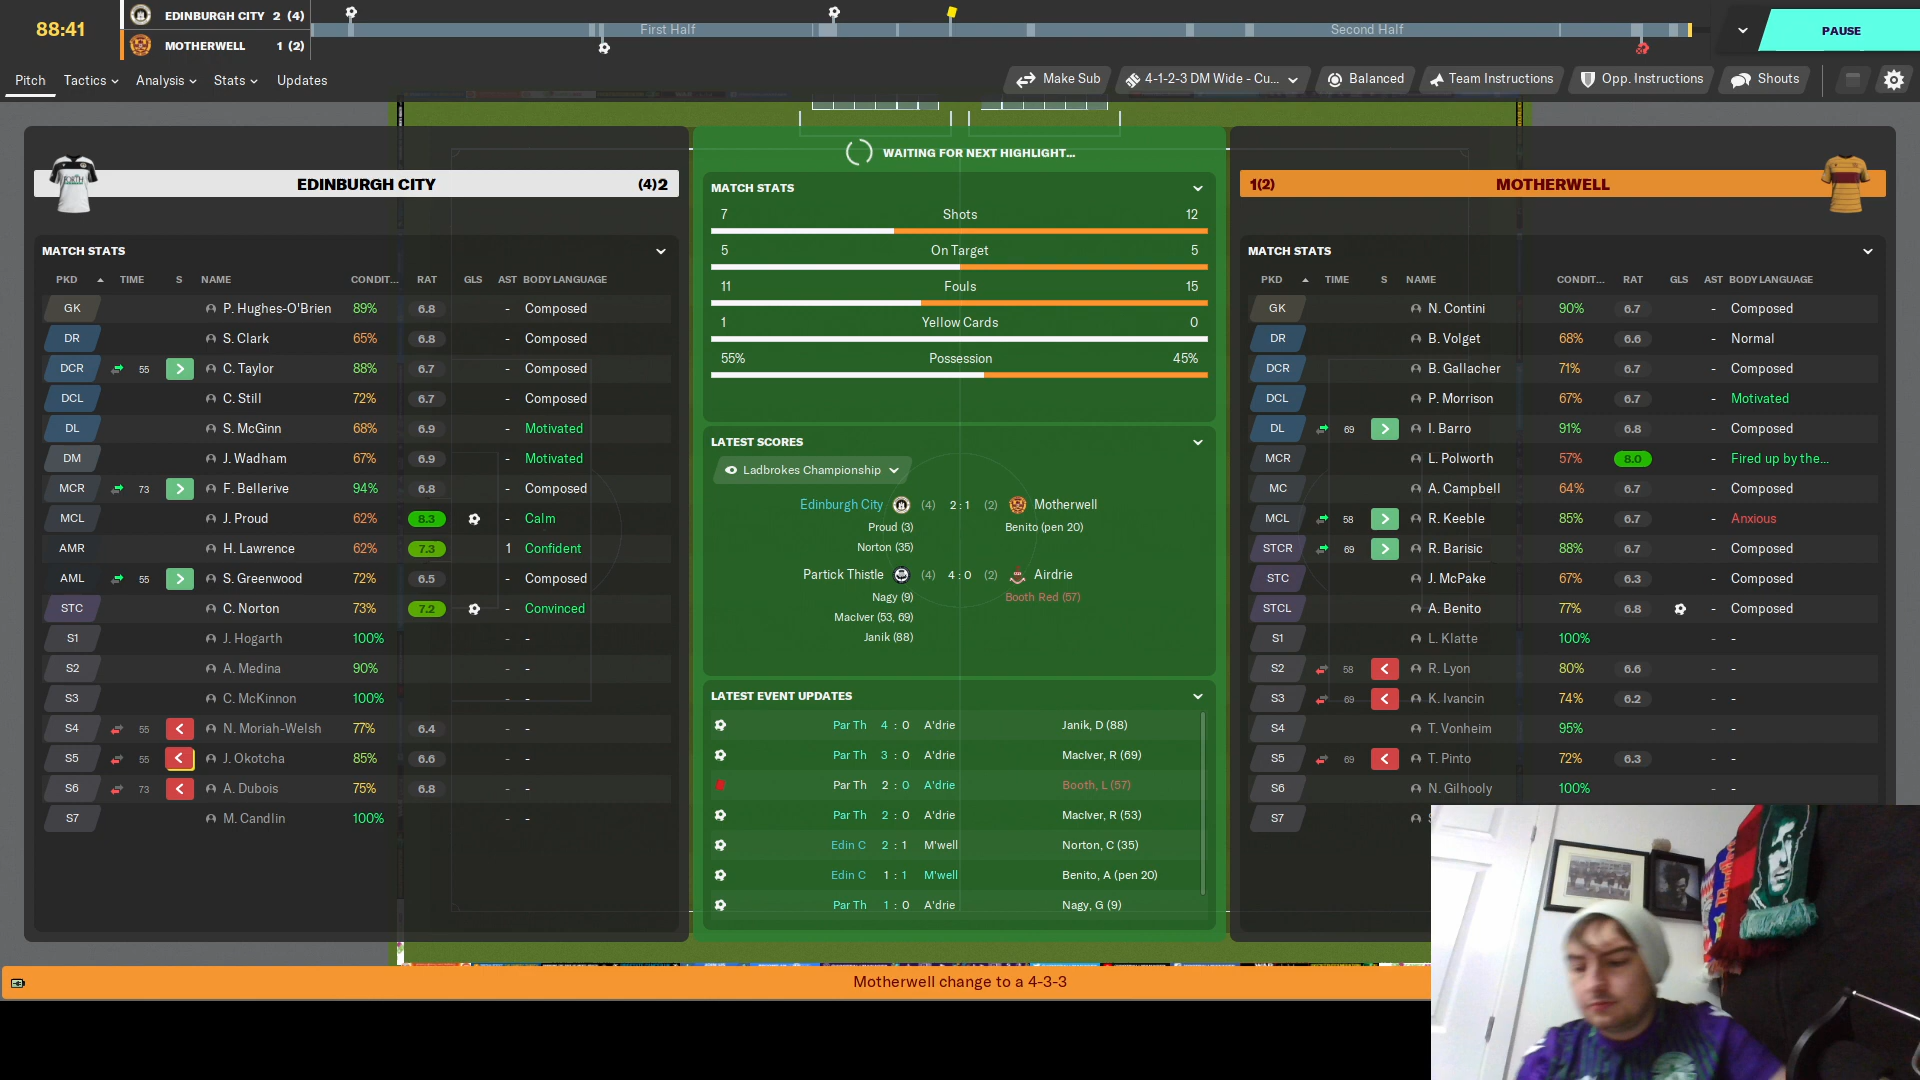 88:41
EDINBURGH CITY 2 (4)
MOTHERWELL 1 (2)
First Half
Second Half
PAUSE
Pitch Tactics Analysis Stats Updates
Make Sub
4-1-2-3 DM Wide - Cu...
Balanced
Team Instructions
Opp. Instructions
Shouts
EDINBURGH CITY (4)2
MATCH STATS
PKD TIME S NAME CONDIT... RAT GLS AST BODY LANGUAGE
GK P. Hughes-O'Brien 89% 6.8 - Composed
DR S. Clark 65% 6.8 - Composed
DCR 55 C. Taylor 88% 6.7 - Composed
DCL C. Still 72% 6.7 - Composed
DL S. McGinn 68% 6.9 - Motivated
DM J. Wadham 67% 6.9 - Motivated
MCR 73 F. Bellerive 94% 6.8 - Composed
MCL J. Proud 62% 8.3 - Calm
AMR H. Lawrence 62% 7.3 1 Confident
AML 55 S. Greenwood 72% 6.5 - Composed
STC C. Norton 73% 7.2 - Convinced
S1 J. Hogarth 100% - -
S2 A. Medina 90% - -
S3 C. McKinnon 100% - -
S4 55 N. Moriah-Welsh 77% 6.4 - -
S5 55 J. Okotcha 85% 6.6 - -
S6 73 A. Dubois 75% 6.8 - -
S7 M. Candlin 100% - -
WAITING FOR NEXT HIGHLIGHT...
MATCH STATS
7 Shots 12
5 On Target 5
11 Fouls 15
1 Yellow Cards 0
55% Possession 45%
LATEST SCORES
Ladbrokes Championship
Edinburgh City (4) 2 : 1 (2) Motherwell
Proud (3) Benito (pen 20)
Norton (35)
Partick Thistle (4) 4 : 0 (2) Airdrie
Nagy (9) Booth Red (57)
MacIver (53, 69)
Janik (88)
LATEST EVENT UPDATES
Par Th 4 : 0 A'drie Janik, D (88)
Par Th 3 : 0 A'drie MacIver, R (69)
Par Th 2 : 0 A'drie Booth, L (57)
Par Th 2 : 0 A'drie MacIver, R (53)
Edin C 2 : 1 M'well Norton, C (35)
Edin C 1 : 1 M'well Benito, A (pen 20)
Par Th 1 : 0 A'drie Nagy, G (9)
1(2) MOTHERWELL
MATCH STATS
PKD TIME S NAME CONDIT... RAT GLS AST BODY LANGUAGE
GK N. Contini 90% 6.7 - Composed
DR B. Volget 68% 6.6 - Normal
DCR B. Gallacher 71% 6.7 - Composed
DCL P. Morrison 67% 6.7 - Motivated
DL 69 I. Barro 91% 6.8 - Composed
MCR L. Polworth 57% 8.0 - Fired up by the...
MC A. Campbell 64% 6.7 - Composed
MCL 58 R. Keeble 85% 6.7 - Anxious
STCR 69 R. Barisic 88% 6.7 - Composed
STC J. McPake 67% 6.3 - Composed
STCL A. Benito 77% 6.8 - Composed
S1 L. Klatte 100% - -
S2 58 R. Lyon 80% 6.6 - -
S3 69 K. Ivancin 74% 6.2 - -
S4 T. Vonheim 95% - -
S5 69 T. Pinto 72% 6.3 - -
S6 N. Gilhooly 100% - -
S7
Motherwell change to a 4-3-3